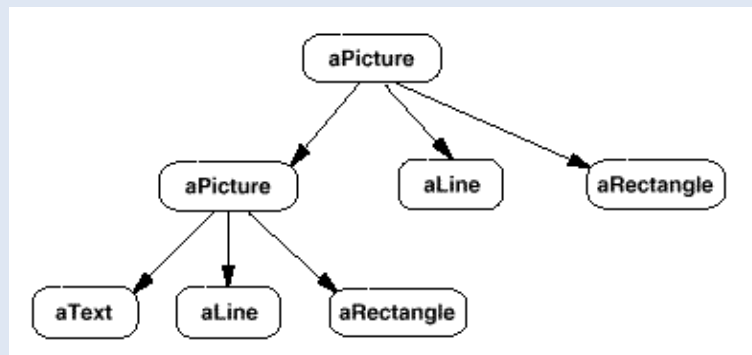 aPicture
aPicture
aLine
aRectangle
aText
aLine
aRectangle